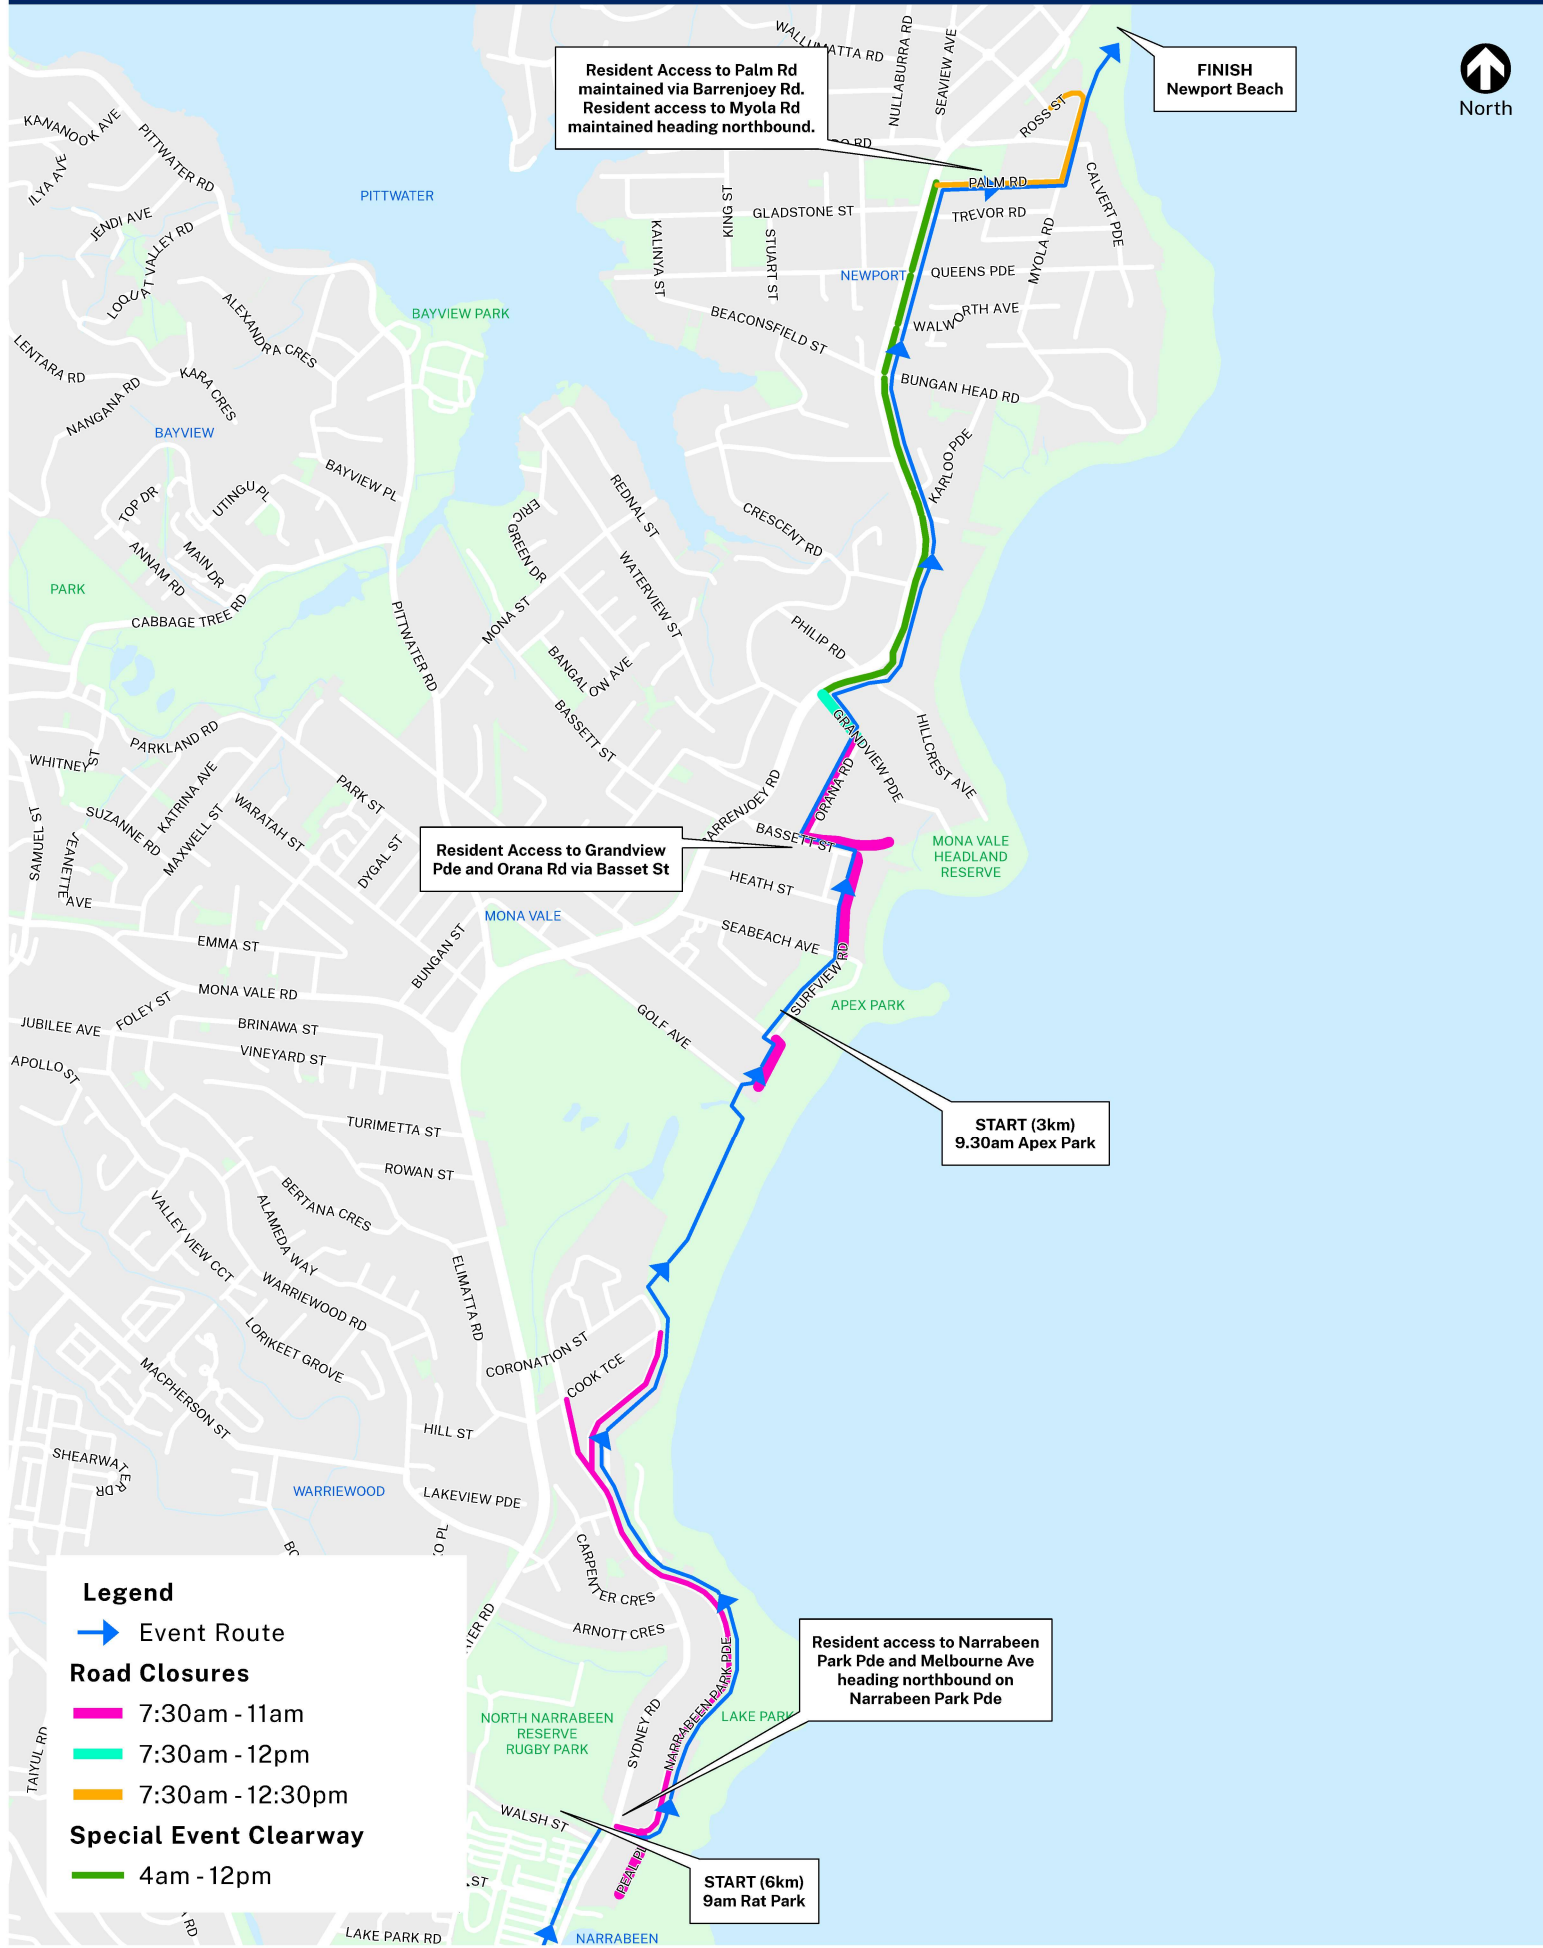 WALLUMATTA RD
NULLABURRA RD
SEAVIEW AVE
FINISH
Newport Beach
North
Resident Access to Palm Rd
maintained via Barrenjoey Rd.
Resident access to Myola Rd
maintained heading northbound.
KANANOOK AVE
PITTWATER RD
ILYA AVE
ROSS ST
RD
PITTWATER
PALM RD
CALVERT PDE
JENDI AVE
KING ST
GLADSTONE ST
TREVOR RD
LOQUAT VALLEY RD
KALINYA ST
STUART ST
MYOLA RD
NEWPORT
QUEENS PDE
ALEXANDRA CRES
BAYVIEW PARK
BEACONSFIELD ST
WALWORTH AVE
LENTARA RD
KARA CRES
NANGANA RD
BUNGAN HEAD RD
BAYVIEW
KARLOO PDE
BAYVIEW PL
TOP DR
UTINGU PL
REDNAL ST
ERIC GREEN DR
CRESCENT RD
ANNAM RD
MAIN DR
WATERVIEW ST
PARK
CABBAGE TREE RD
PITTWATER RD
MONA ST
PHILIP RD
BANGALOW AVE
BASSETT ST
GRANDVIEW PDE
HILLCREST AVE
PARKLAND RD
WHITNEY ST
KATRINA AVE
PARK ST
ORANA RD
SAMUEL ST
SUZANNE RD
MAXWELL ST
WARATAH ST
ARRENJOEY RD
BASSETT ST
JEANETTE AVE
DYGAL ST
Resident Access to Grandview
Pde and Orana Rd via Basset St
MONA VALE
HEADLAND
RESERVE
HEATH ST
MONA VALE
EMMA ST
BUNGAN ST
SEABEACH AVE
SURFVIEW RD
MONA VALE RD
APEX PARK
FOLEY ST
JUBILEE AVE
BRINAWA ST
GOLF AVE
APOLLO ST
VINEYARD ST
START (3km)
9.30am Apex Park
TURIMETTA ST
ROWAN ST
BERTANA CRES
ALAMEDA WAY
VALLEY VIEW CCT
ELIMATTA RD
WARRIEWOOD RD
LORIKEET GROVE
CORONATION ST
MACPHERSON ST
COOK TCE
HILL ST
SHEARWATER DR
WARRIEWOOD
LAKEVIEW PDE
BO
KO PL
CARPENTER CRES
Legend
Event Route
Road Closures
7:30am - 11am
7:30am - 12pm
7:30am - 12:30pm
Special Event Clearway
4am - 12pm
TER RD
ARNOTT CRES
Resident access to Narrabeen
Park Pde and Melbourne Ave
heading northbound on
Narrabeen Park Pde
NORTH NARRABEEN
RESERVE
RUGBY PARK
SYDNEY RD
NARRABEEN PARK PDE
LAKE PARK
TAIYUL RD
WALSH ST
PEAL PL
START (6km)
9am Rat Park
ST
RD
LAKE PARK RD
NARRABEEN